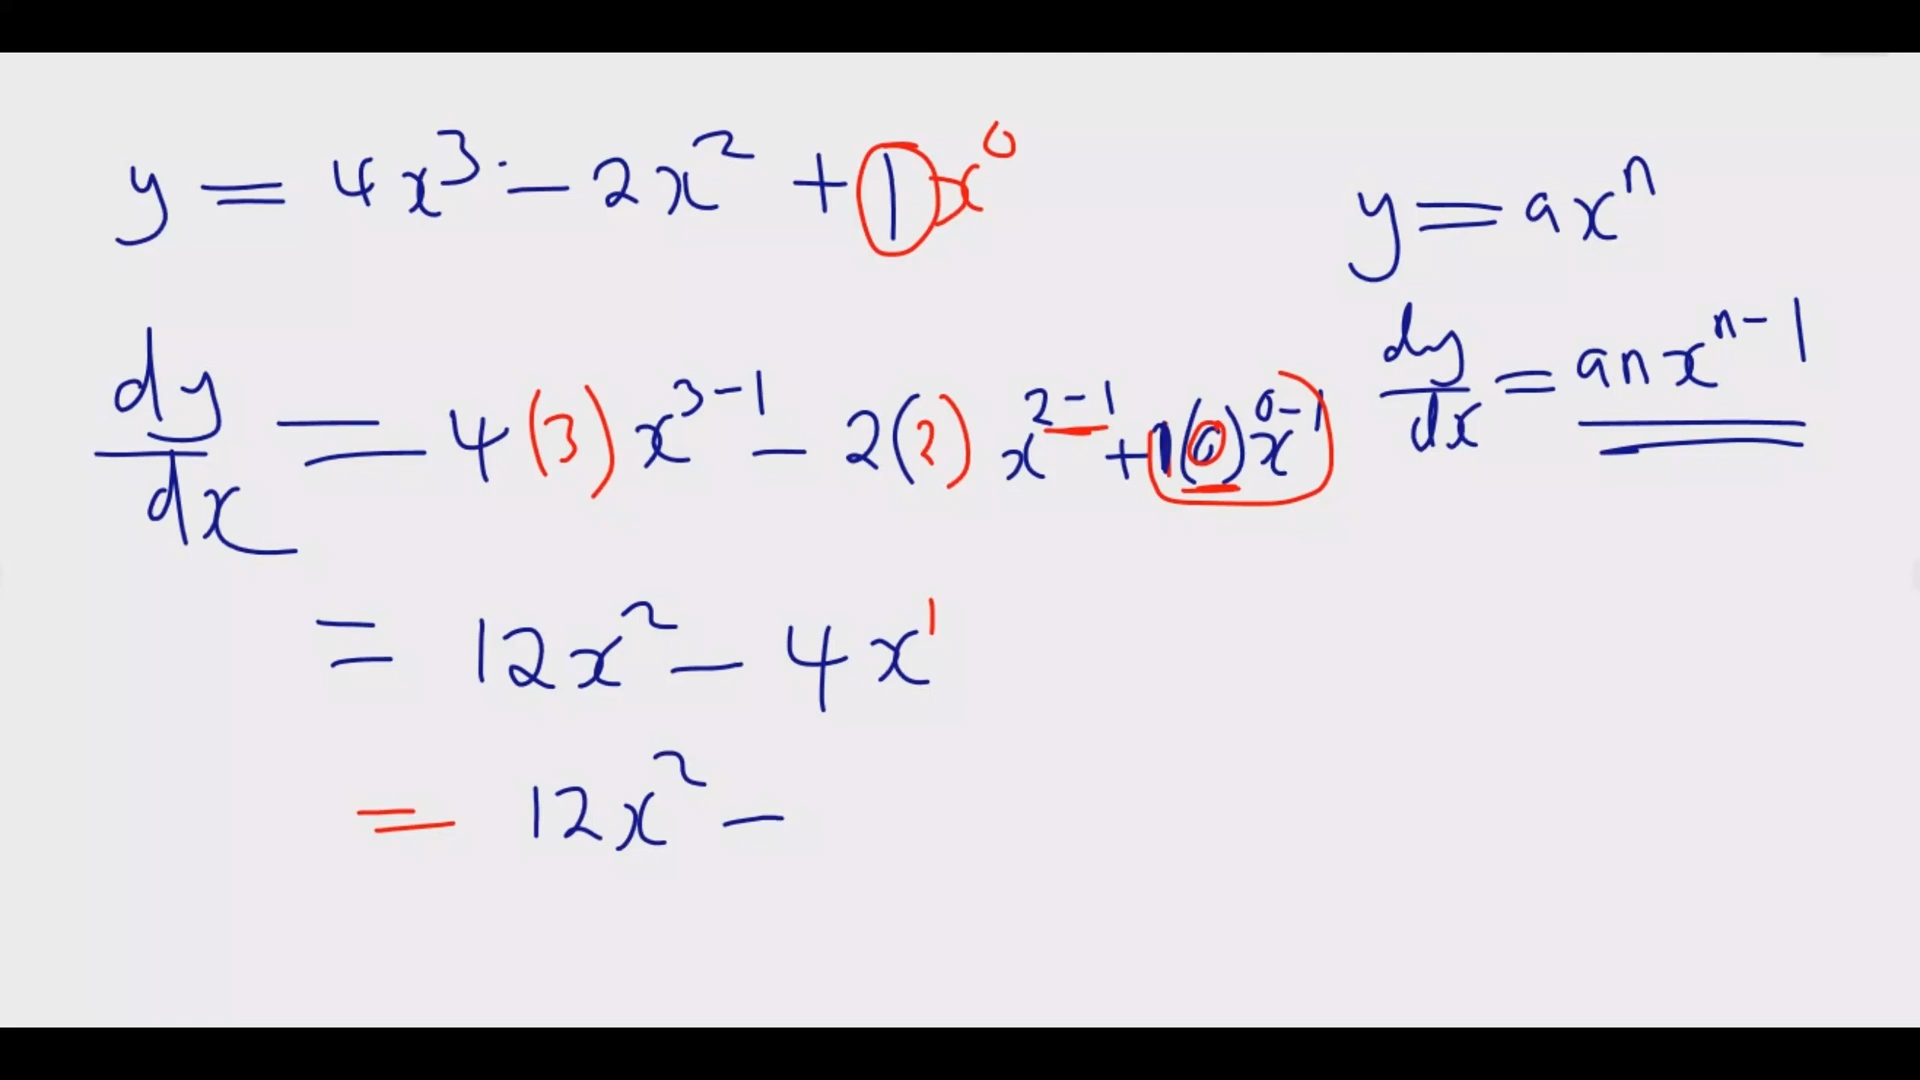 y = 4x³ - 2x² + 1x⁰
y = axⁿ
dy/dx = 4(3)x³⁻¹ - 2(2)x²⁻¹ + 1(0)x⁰⁻¹
dy/dx = anxⁿ⁻¹
= 12x² - 4x¹
= 12x² -